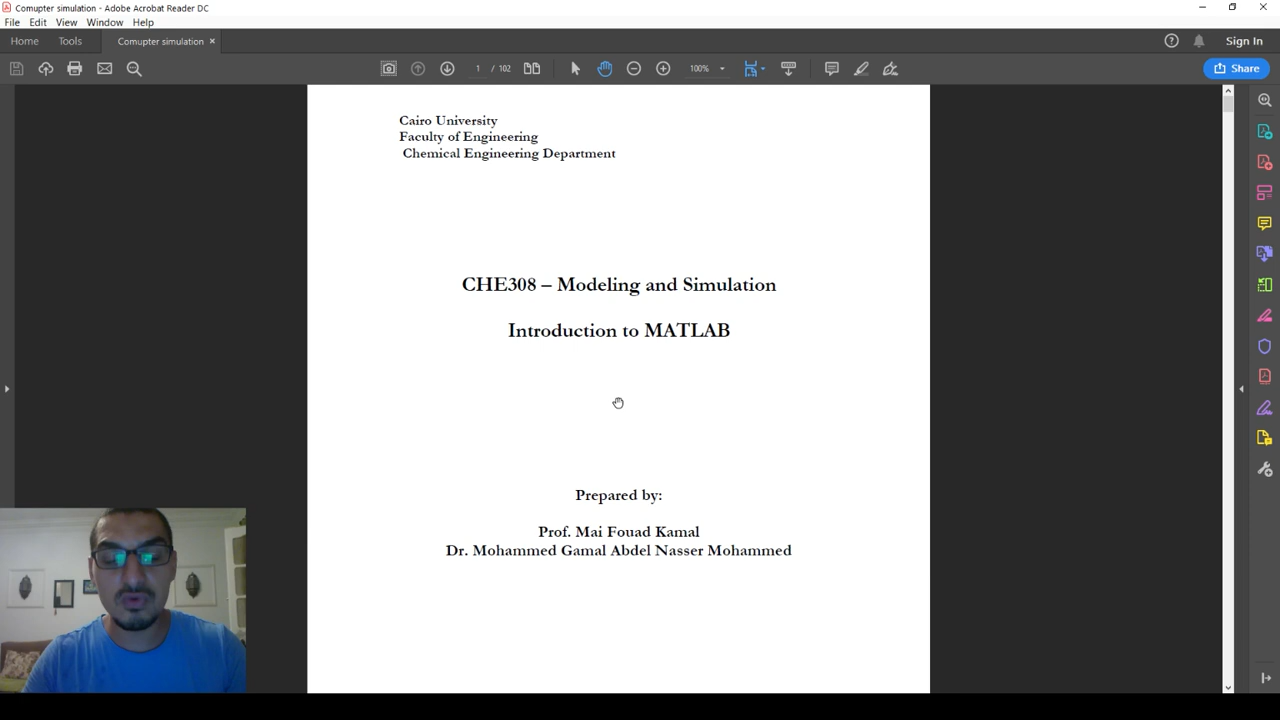 Comupter simulation - Adobe Acrobat Reader DC
File Edit View Window Help
Home Tools Comupter simulation × Sign In
1 / 102 100% Share
Cairo University
Faculty of Engineering
Chemical Engineering Department
CHE308 – Modeling and Simulation
Introduction to MATLAB
Prepared by:
Prof. Mai Fouad Kamal
Dr. Mohammed Gamal Abdel Nasser Mohammed